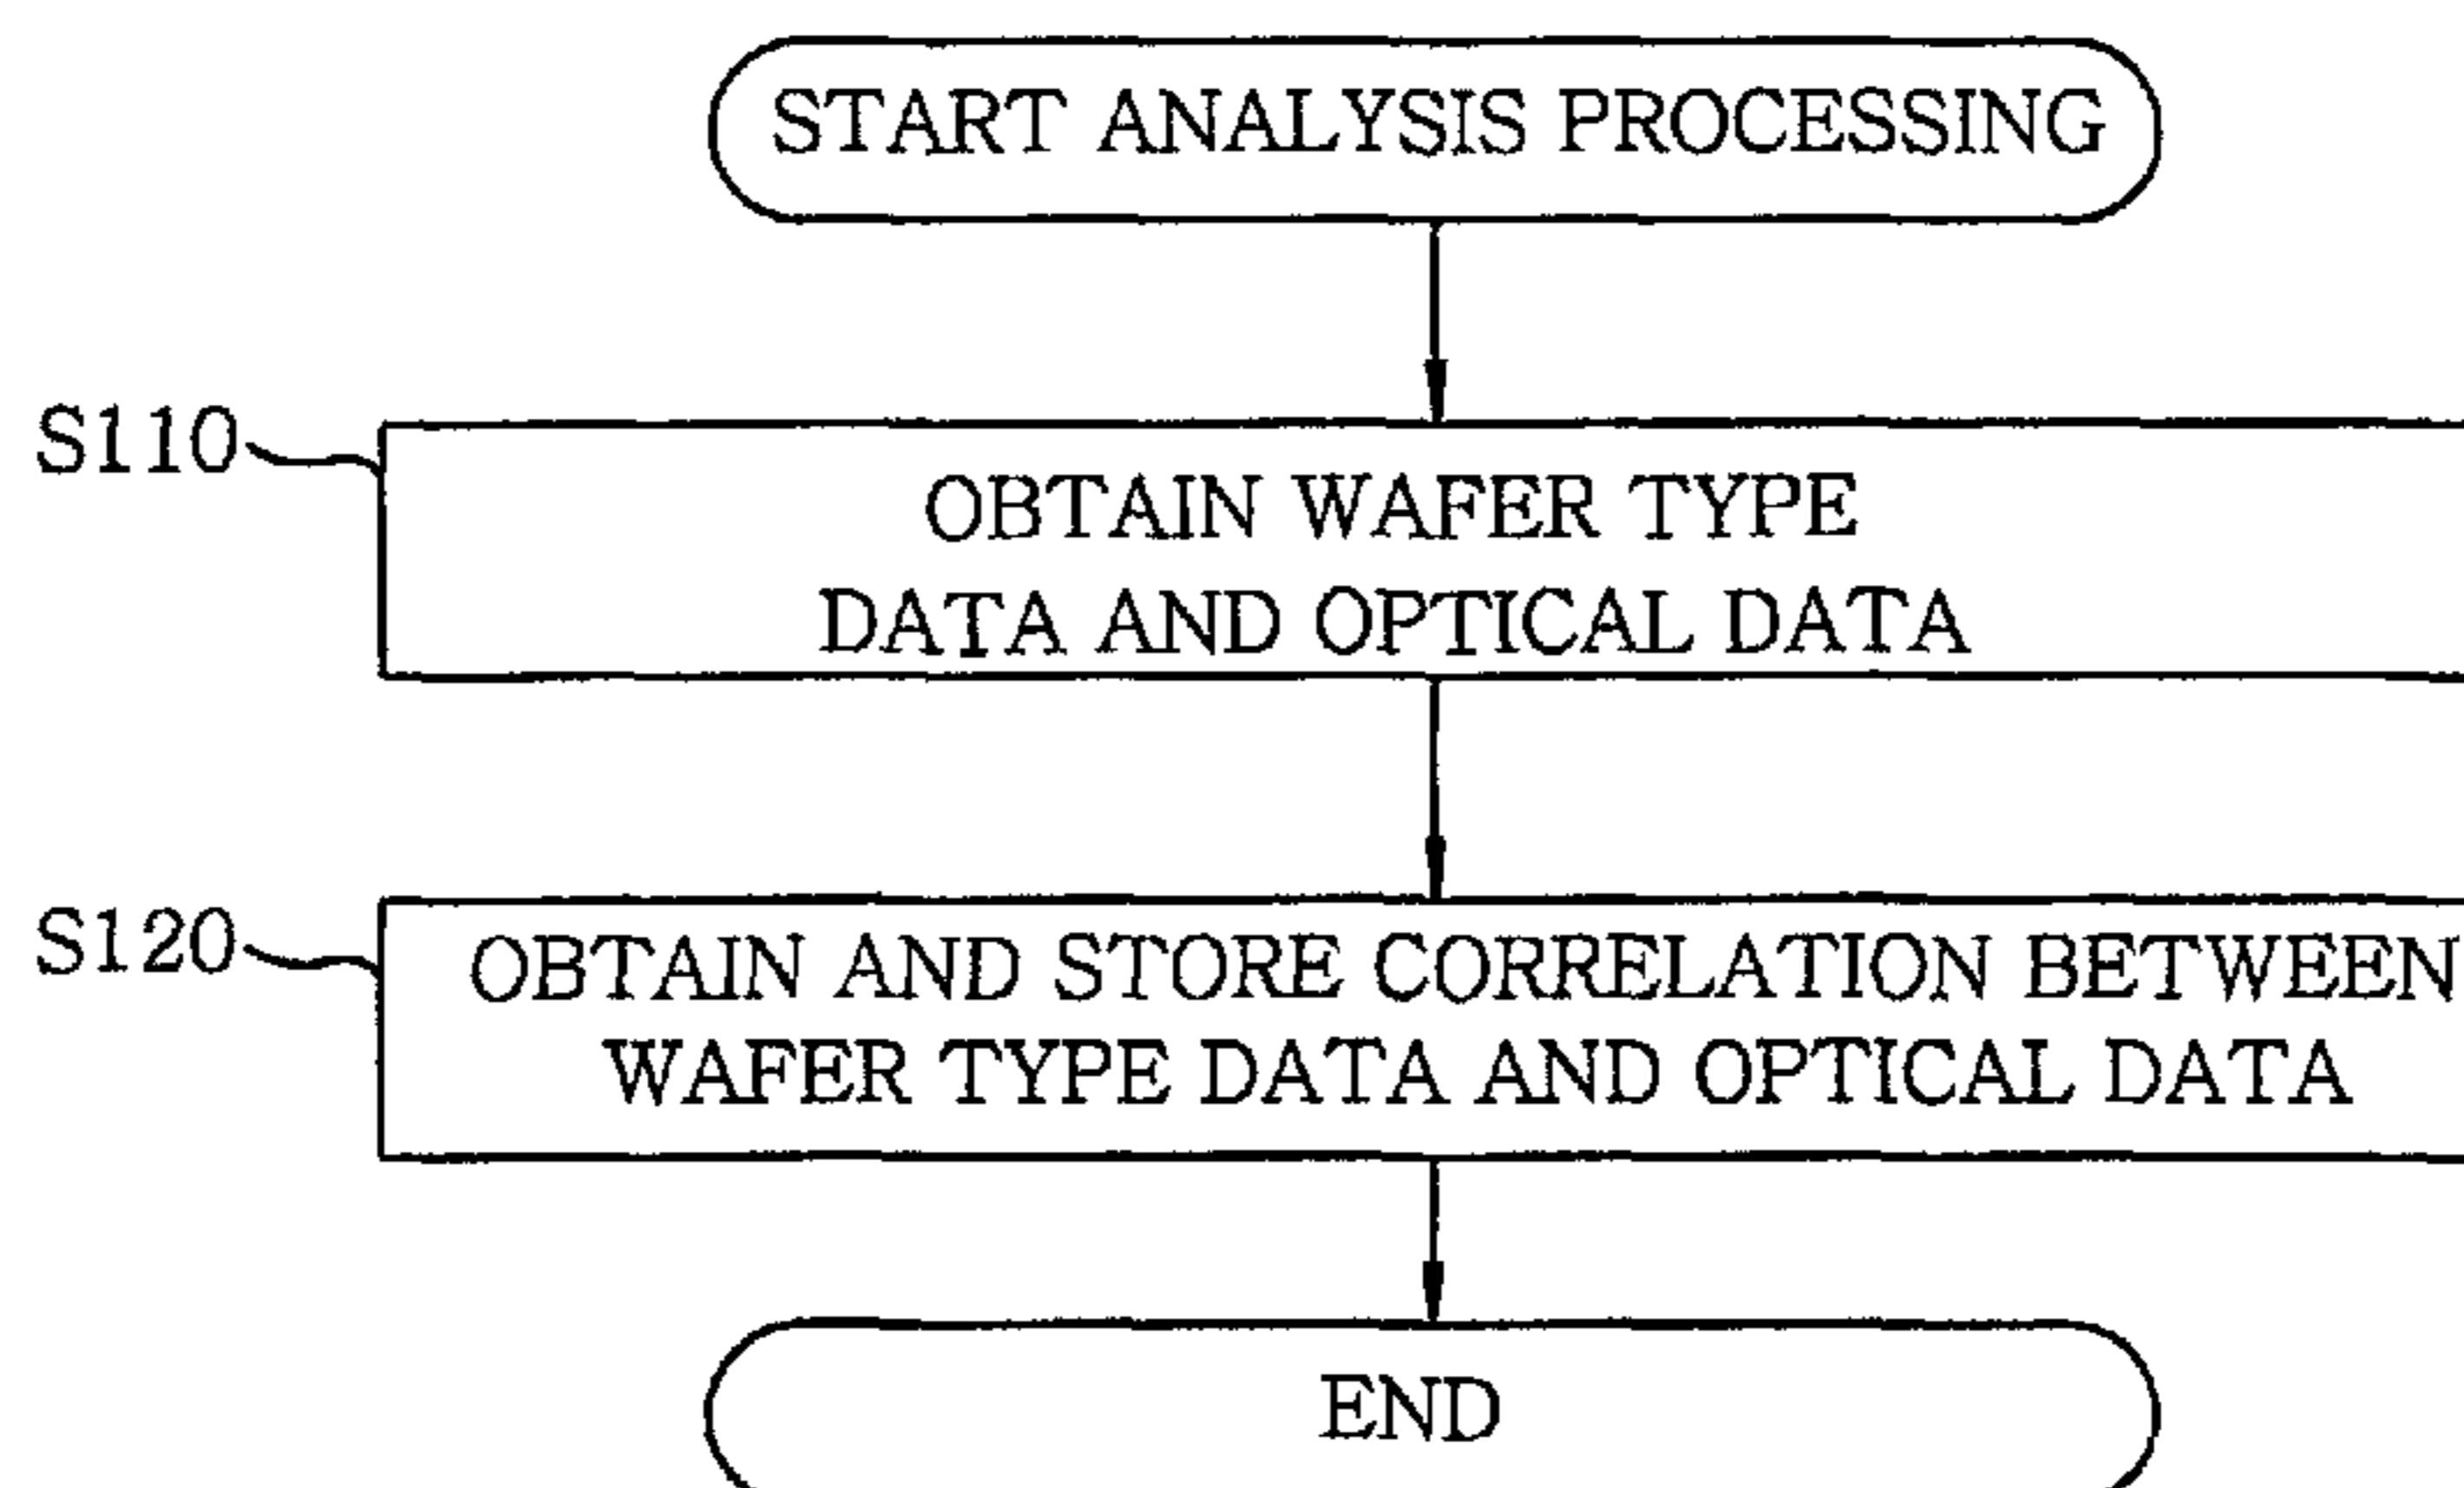 START ANALYSIS PROCESSING
S110
OBTAIN WAFER TYPE
DATA AND OPTICAL DATA
S120
OBTAIN AND STORE CORRELATION BETWEEN
WAFER TYPE DATA AND OPTICAL DATA
END